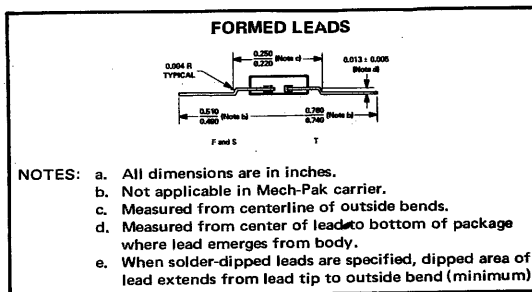 FORMED LEADS
0.250
0.220 (Note c)
0.004 R
TYPICAL
0.013 ± 0.005
(Note d)
0.510
0.490 (Note b)
0.760
0.740 (Note b)
F and S
T
NOTES: a. All dimensions are in inches.
b. Not applicable in Mech-Pak carrier.
c. Measured from centerline of outside bends.
d. Measured from center of lead to bottom of package
where lead emerges from body.
e. When solder-dipped leads are specified, dipped area of
lead extends from lead tip to outside bend (minimum)